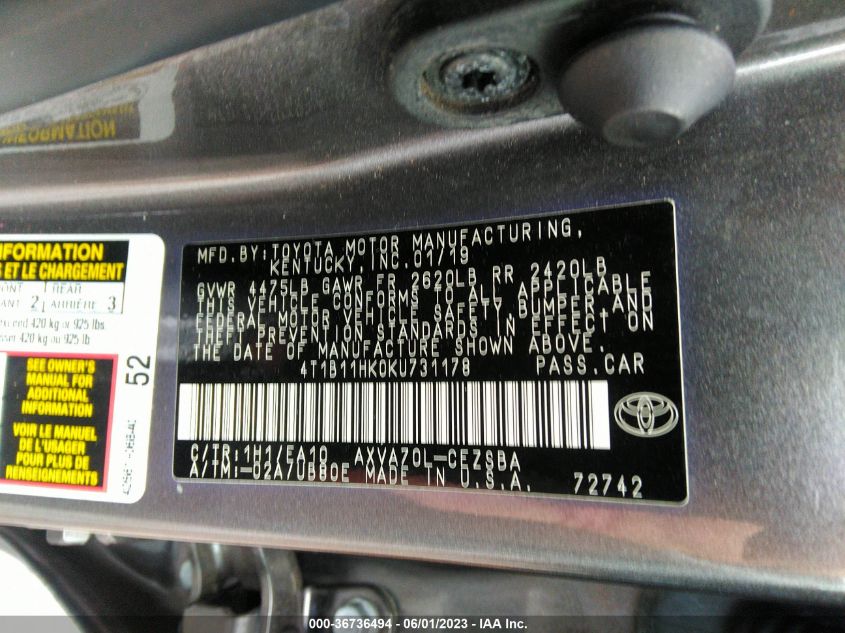 INFORMATION
MFD. BY: TOYOTA MOTOR MANUFACTURING,
KENTUCKY, INC. 01/19
GVWR 4475LB GAWR FR 2620LB RR 2420LB
THIS VEHICLE CONFORMS TO ALL APPLICABLE
FEDERAL MOTOR VEHICLE SAFETY, BUMPER, AND
THEFT PREVENTION STANDARDS IN EFFECT ON
THE DATE OF MANUFACTURE SHOWN ABOVE.
4T1B11HK0KU731178 PASS. CAR
C/TR: 1H1/EA10 AXVA70L-CEZSBA
A/TM: -02A/UB80E MADE IN U.S.A. 72742
ET LE CHARGEMENT
REAR
2 ARRIÈRE 3
exceed 420 kg or 925 lbs.
420 kg ou 925 lb
52
SEE OWNER'S
MANUAL FOR
ADDITIONAL
INFORMATION
VOIR LE MANUEL
DE L'USAGER
POUR PLUS DE
RENSEIGNEMENTS
000-36736494 - 06/01/2023 - IAA Inc.